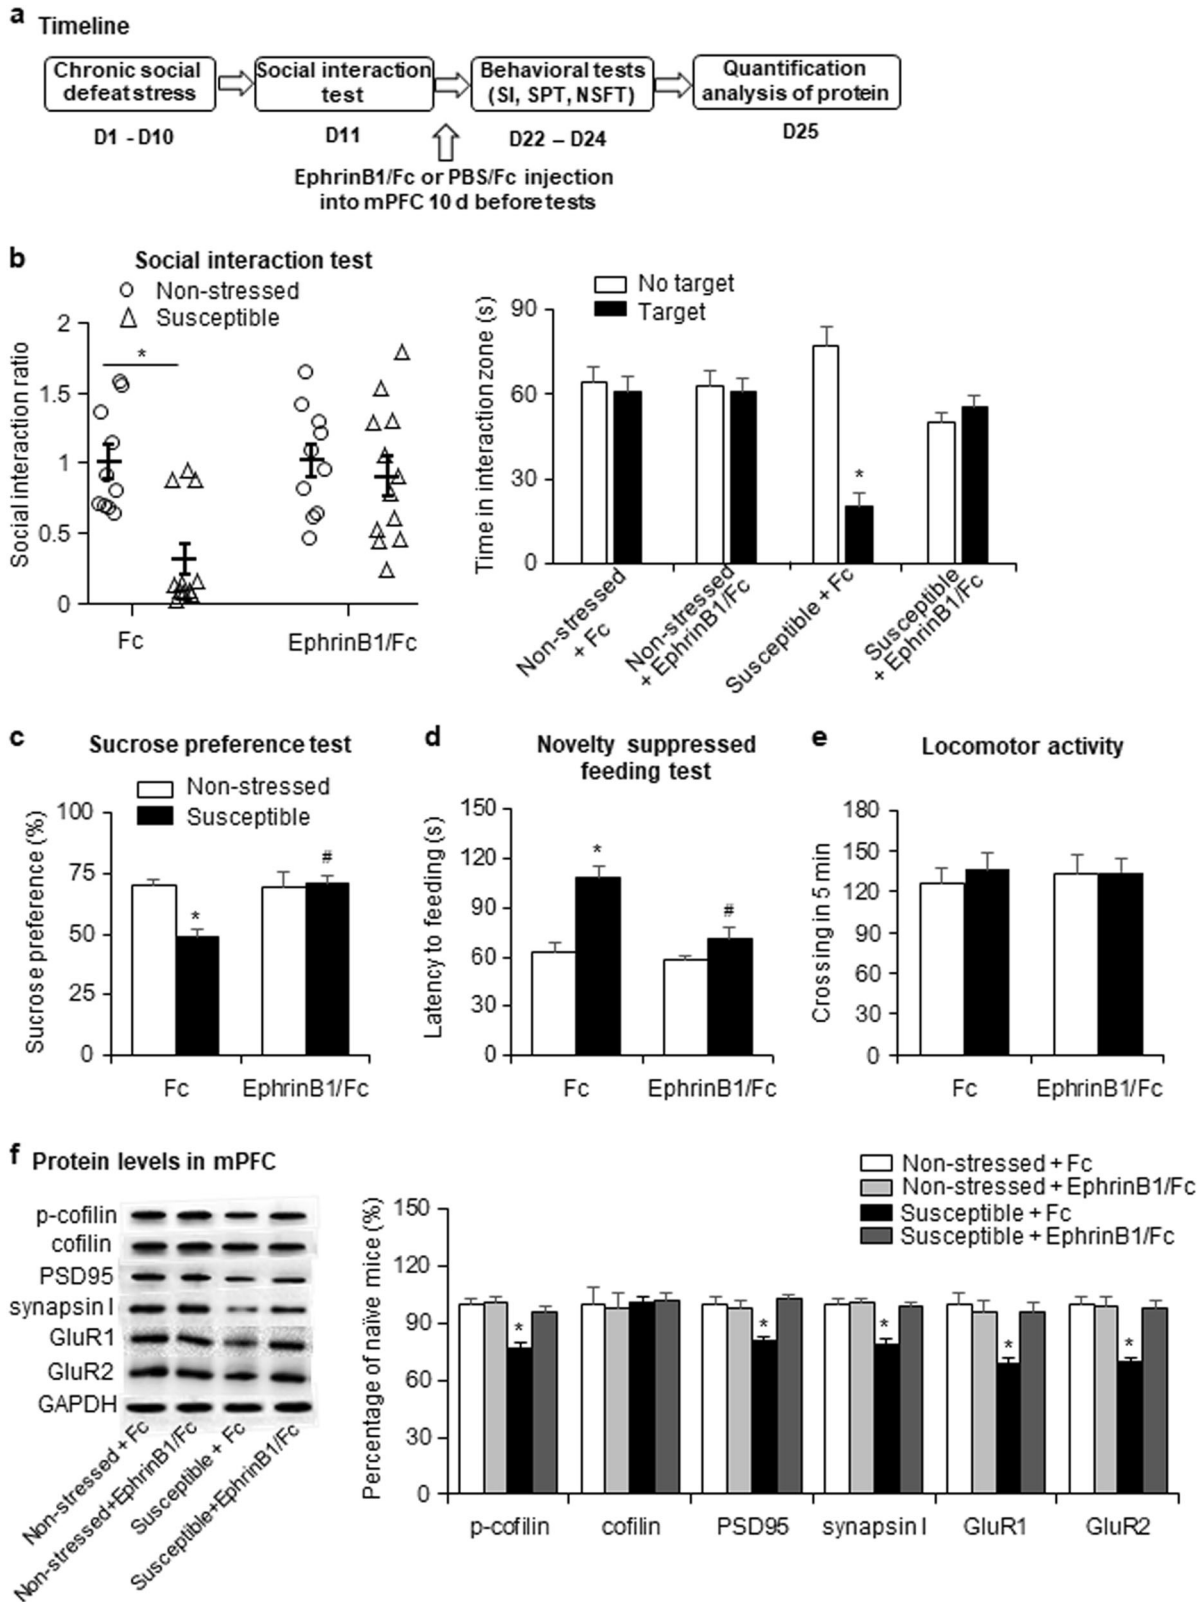 a Timeline
Chronic social
defeat stress
Social interaction
test
Behavioral tests
(SI, SPT, NSFT)
Quantification
analysis of protein
D1 - D10
D11
D22 – D24
D25
EphrinB1/Fc or PBS/Fc injection
into mPFC 10 d before tests
b
Social interaction test
Non-stressed
Susceptible
Social interaction ratio
2
1.5
1
0.5
0
*
Fc
EphrinB1/Fc
No target
Target
Time in interaction zone (s)
90
60
30
0
*
Non-stressed
+ Fc
Non-stressed
+ EphrinB1/Fc
Susceptible + Fc
Susceptible
+ EphrinB1/Fc
c
Sucrose preference test
Non-stressed
Susceptible
Sucrose preference (%)
100
75
50
25
0
*
#
Fc
EphrinB1/Fc
d
Novelty suppressed
feeding test
Latency to feeding (s)
150
120
90
60
30
0
*
#
Fc
EphrinB1/Fc
e
Locomotor activity
Crossing in 5 min
180
150
120
90
60
30
0
Fc
EphrinB1/Fc
f Protein levels in mPFC
p-cofilin
cofilin
PSD95
synapsin I
GluR1
GluR2
GAPDH
Non-stressed + Fc
Non-stressed+EphrinB1/Fc
Susceptible + Fc
Susceptible+EphrinB1/Fc
Non-stressed + Fc
Non-stressed + EphrinB1/Fc
Susceptible + Fc
Susceptible + EphrinB1/Fc
Percentage of naïve mice (%)
150
120
90
60
30
0
*
*
*
*
*
p-cofilin
cofilin
PSD95
synapsin I
GluR1
GluR2